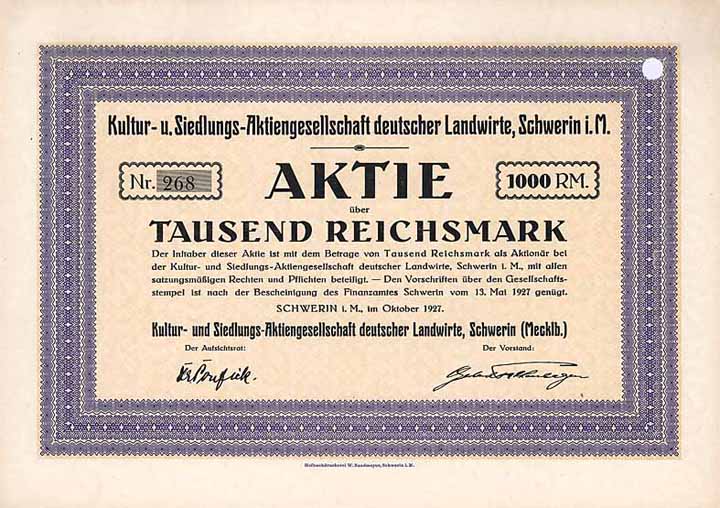 Kultur- u. Siedlungs-Aktiengesellschaft deutscher Landwirte, Schwerin i. M.
Nr. 268
AKTIE
1000 RM.
über
TAUSEND REICHSMARK
Der Inhaber dieser Aktie ist mit dem Betrage von Tausend Reichsmark als Aktionär bei
der Kultur- und Siedlungs-Aktiengesellschaft deutscher Landwirte, Schwerin i. M., mit allen
satzungsmäßigen Rechten und Pflichten beteiligt. — Den Vorschriften über den Gesellschafts-
stempel ist nach der Bescheinigung des Finanzamtes Schwerin vom 13. Mai 1927 genügt.
SCHWERIN i. M., im Oktober 1927.
Kultur- und Siedlungs-Aktiengesellschaft deutscher Landwirte, Schwerin (Mecklb.)
Der Aufsichtsrat:
Der Vorstand:
Hofbuchdruckerei W. Sandmeyer, Schwerin i. M.